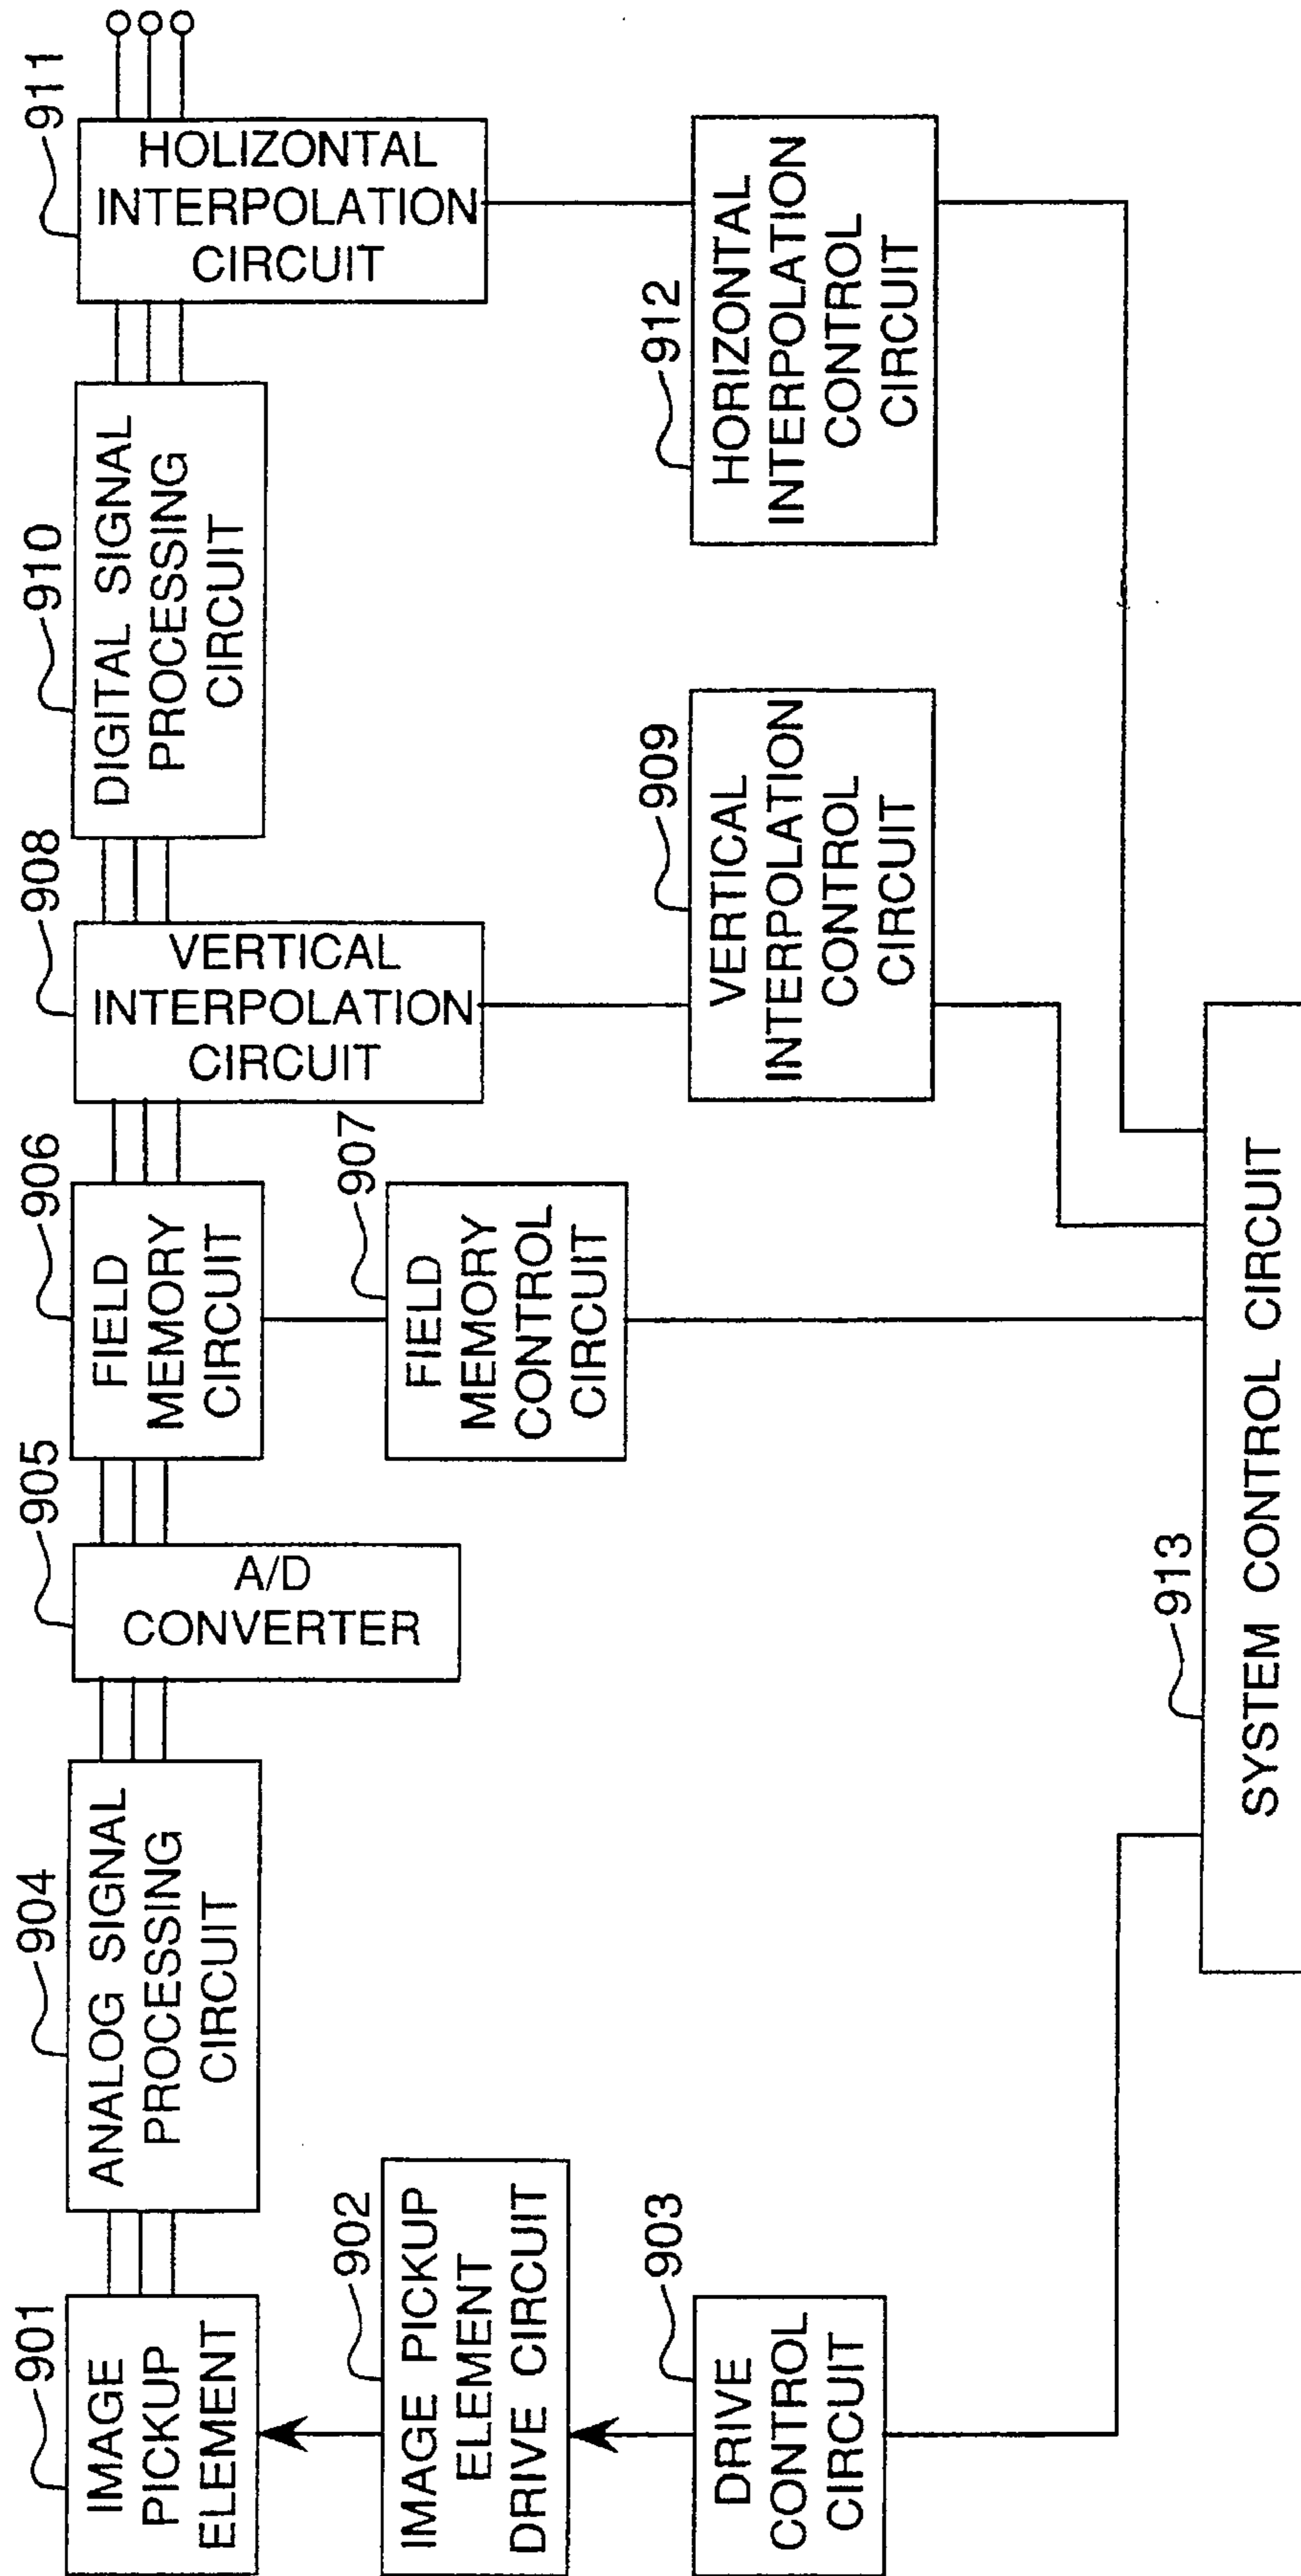 901
IMAGE
PICKUP
ELEMENT
904
ANALOG SIGNAL
PROCESSING
CIRCUIT
905
A/D
CONVERTER
906
FIELD
MEMORY
CIRCUIT
908
VERTICAL
INTERPOLATION
CIRCUIT
910
DIGITAL SIGNAL
PROCESSING
CIRCUIT
911
HOLIZONTAL
INTERPOLATION
CIRCUIT
902
IMAGE PICKUP
ELEMENT
DRIVE CIRCUIT
907
FIELD
MEMORY
CONTROL
CIRCUIT
903
DRIVE
CONTROL
CIRCUIT
909
VERTICAL
INTERPOLATION
CONTROL
CIRCUIT
912
HORIZONTAL
INTERPOLATION
CONTROL
CIRCUIT
913
SYSTEM CONTROL CIRCUIT